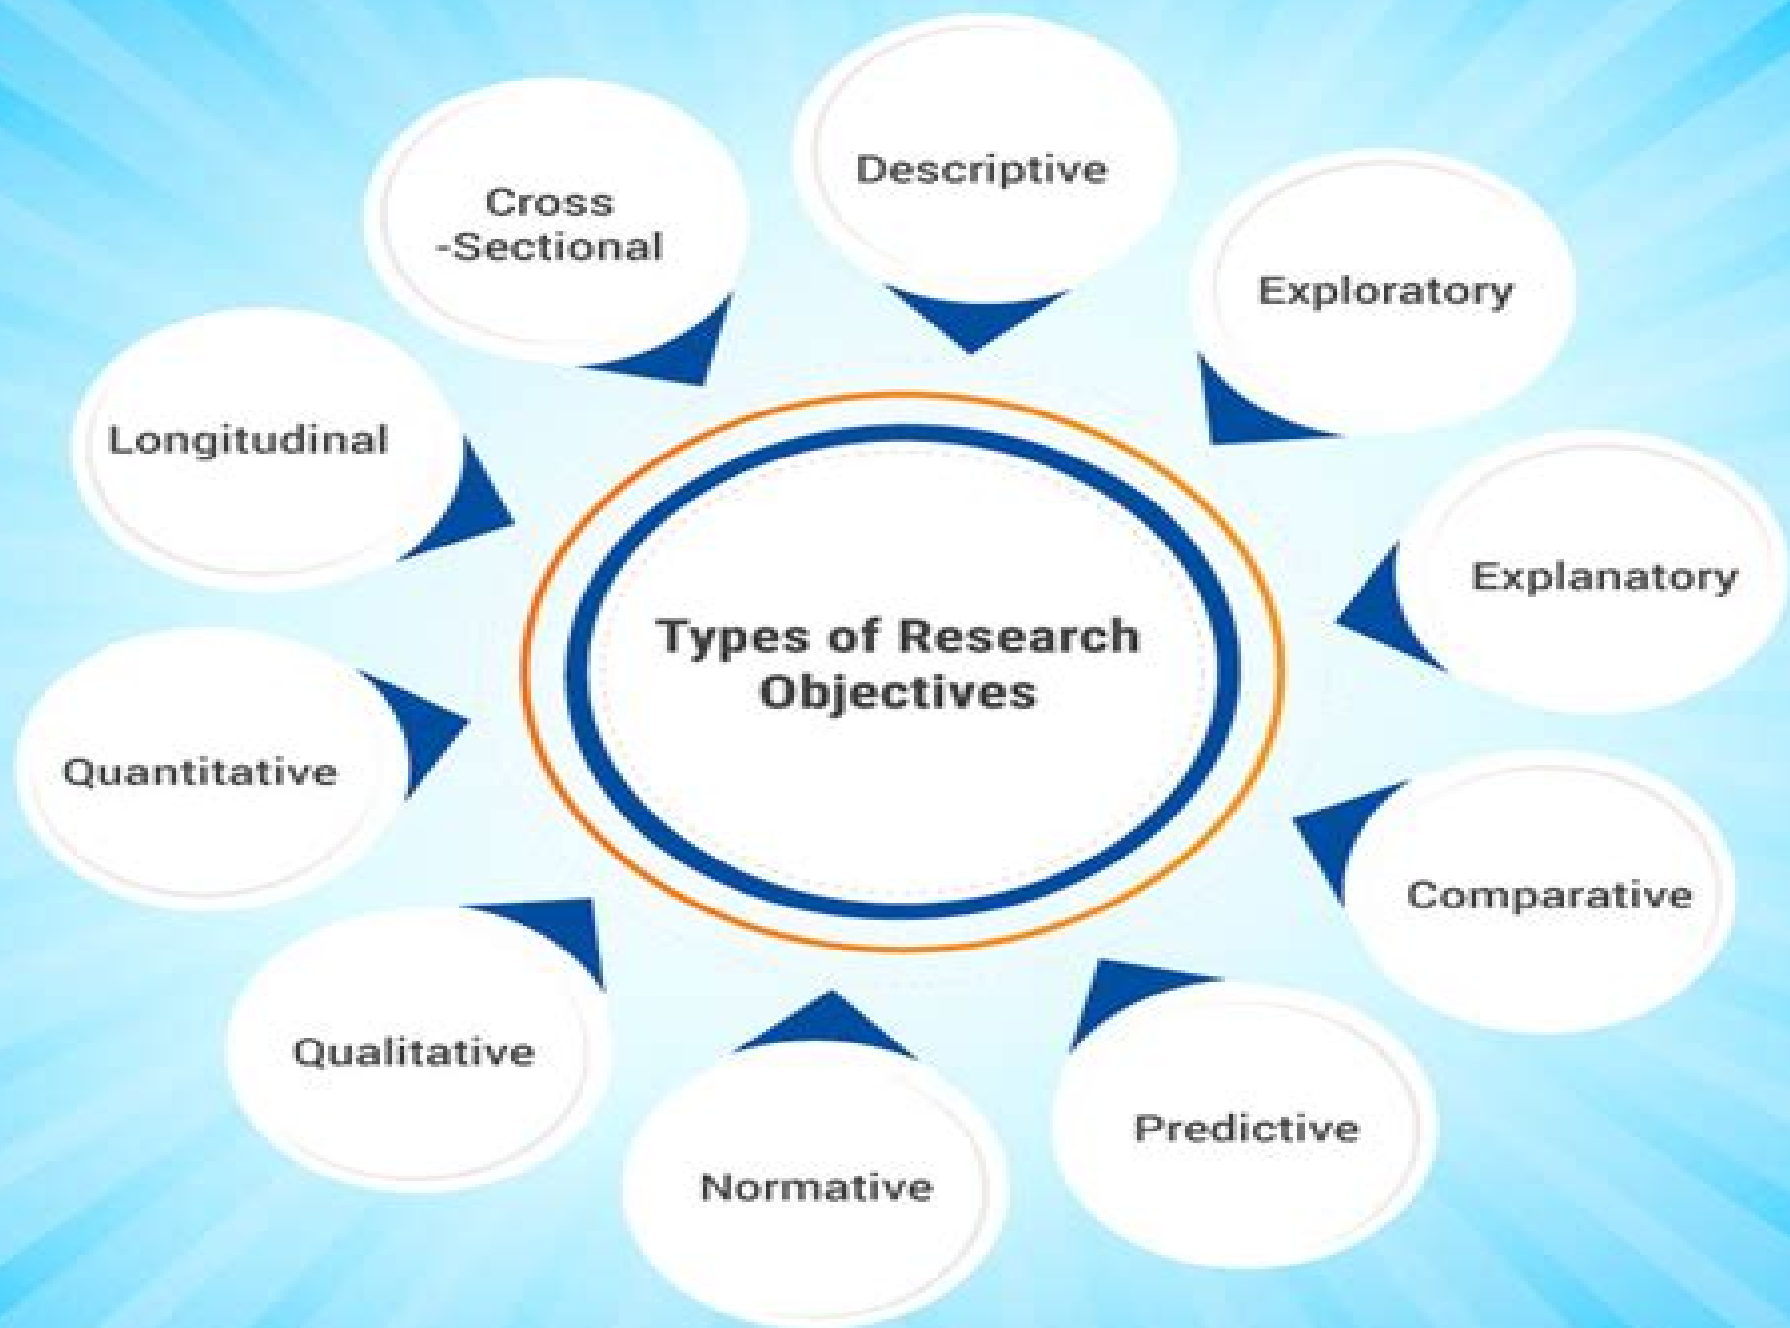 Types of Research
Objectives
Descriptive
Exploratory
Explanatory
Comparative
Predictive
Normative
Qualitative
Quantitative
Longitudinal
Cross
-Sectional